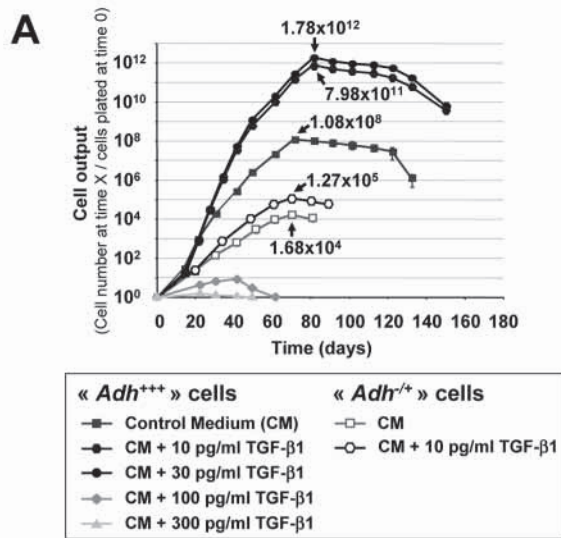 A
1.78x10¹²
10¹²
10¹⁰
10⁸
10⁶
10⁴
10²
10⁰
7.98x10¹¹
1.08x10⁸
1.27x10⁵
1.68x10⁴
Cell output
(Cell number at time X / cells plated at time 0)
0 20 40 60 80 100 120 140 160 180
Time (days)
« Adh⁺⁺⁺ » cells
Control Medium (CM)
CM + 10 pg/ml TGF-β1
CM + 30 pg/ml TGF-β1
CM + 100 pg/ml TGF-β1
CM + 300 pg/ml TGF-β1
« Adh⁻/⁺ » cells
CM
CM + 10 pg/ml TGF-β1